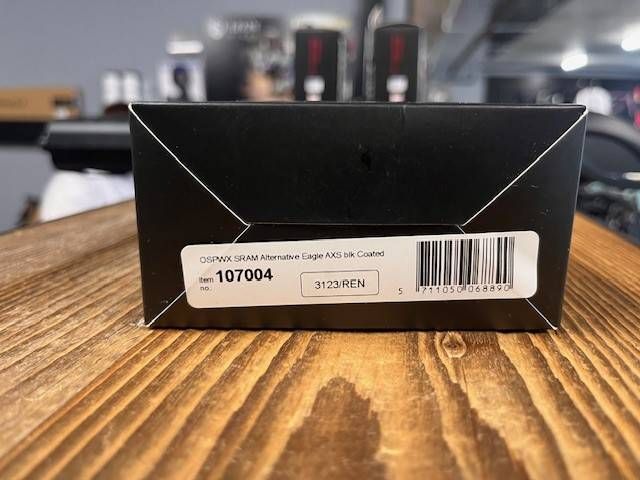 OSPWX SRAM Alternative Eagle AXS blk Coated
Item no.: 107004
3123/REN
5 711050 068890